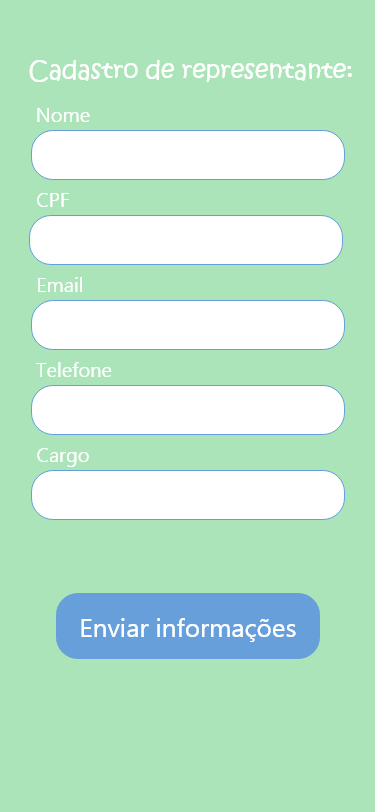 Cadastro de representante:
Nome
CPF
Email
Telefone
Cargo
Enviar informações